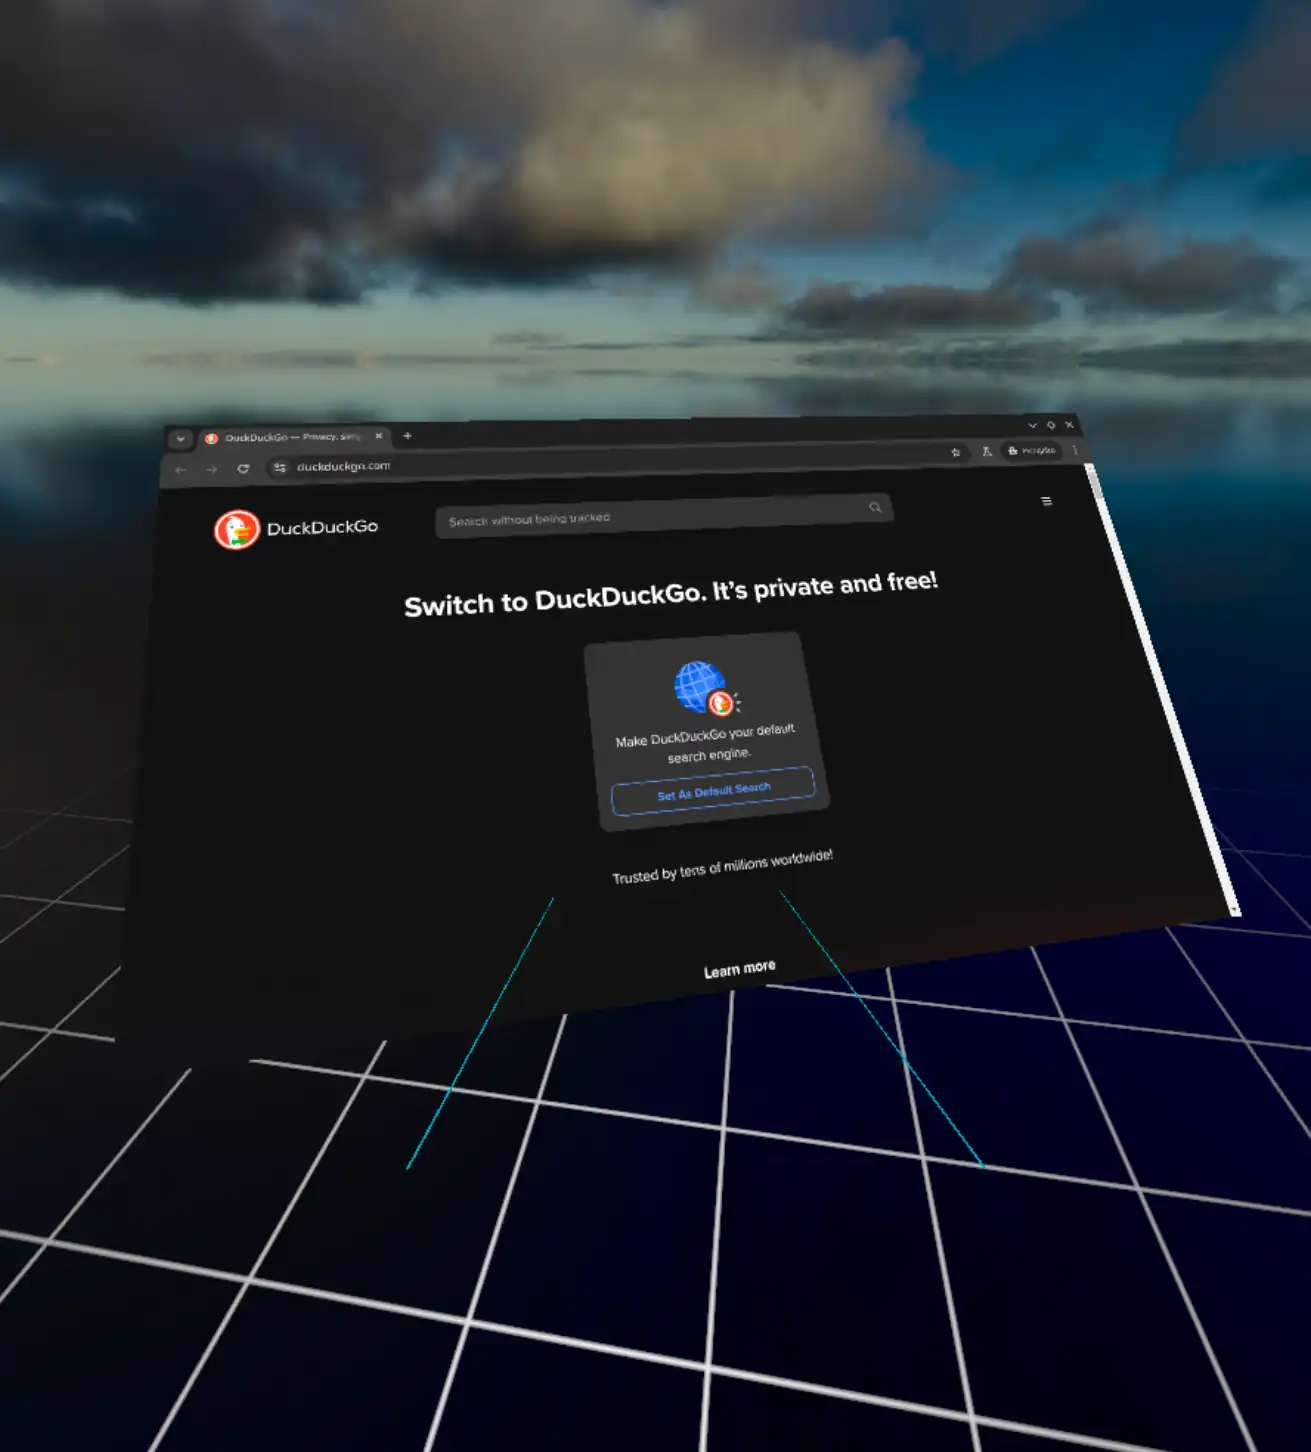 DuckDuckGo — Privacy, sim
duckduckgo.com
Incognito
DuckDuckGo
Search without being tracked
Switch to DuckDuckGo. It's private and free!
Make DuckDuckGo your default
search engine.
Set As Default Search
Trusted by tens of millions worldwide!
Learn more